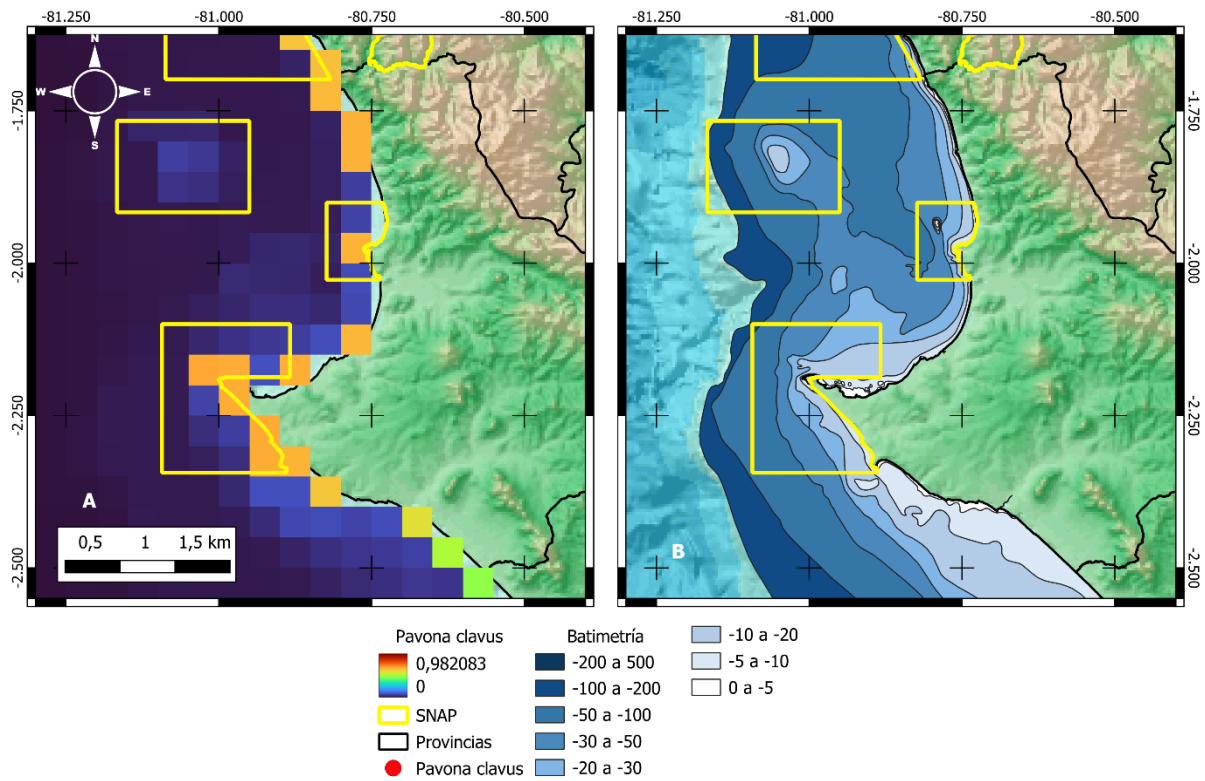 -81.250 -81.000 -80.750 -80.500
-81.250 -81.000 -80.750 -80.500
N
W E
S
-1.750
-2.000
-2.250
-2.500
-1.750
-2.000
-2.250
-2.500
A
0,5 1 1,5 km
B
Pavona clavus
0,982083
0
SNAP
Provincias
Pavona clavus
Batimetría
-200 a 500
-100 a -200
-50 a -100
-30 a -50
-20 a -30
-10 a -20
-5 a -10
0 a -5